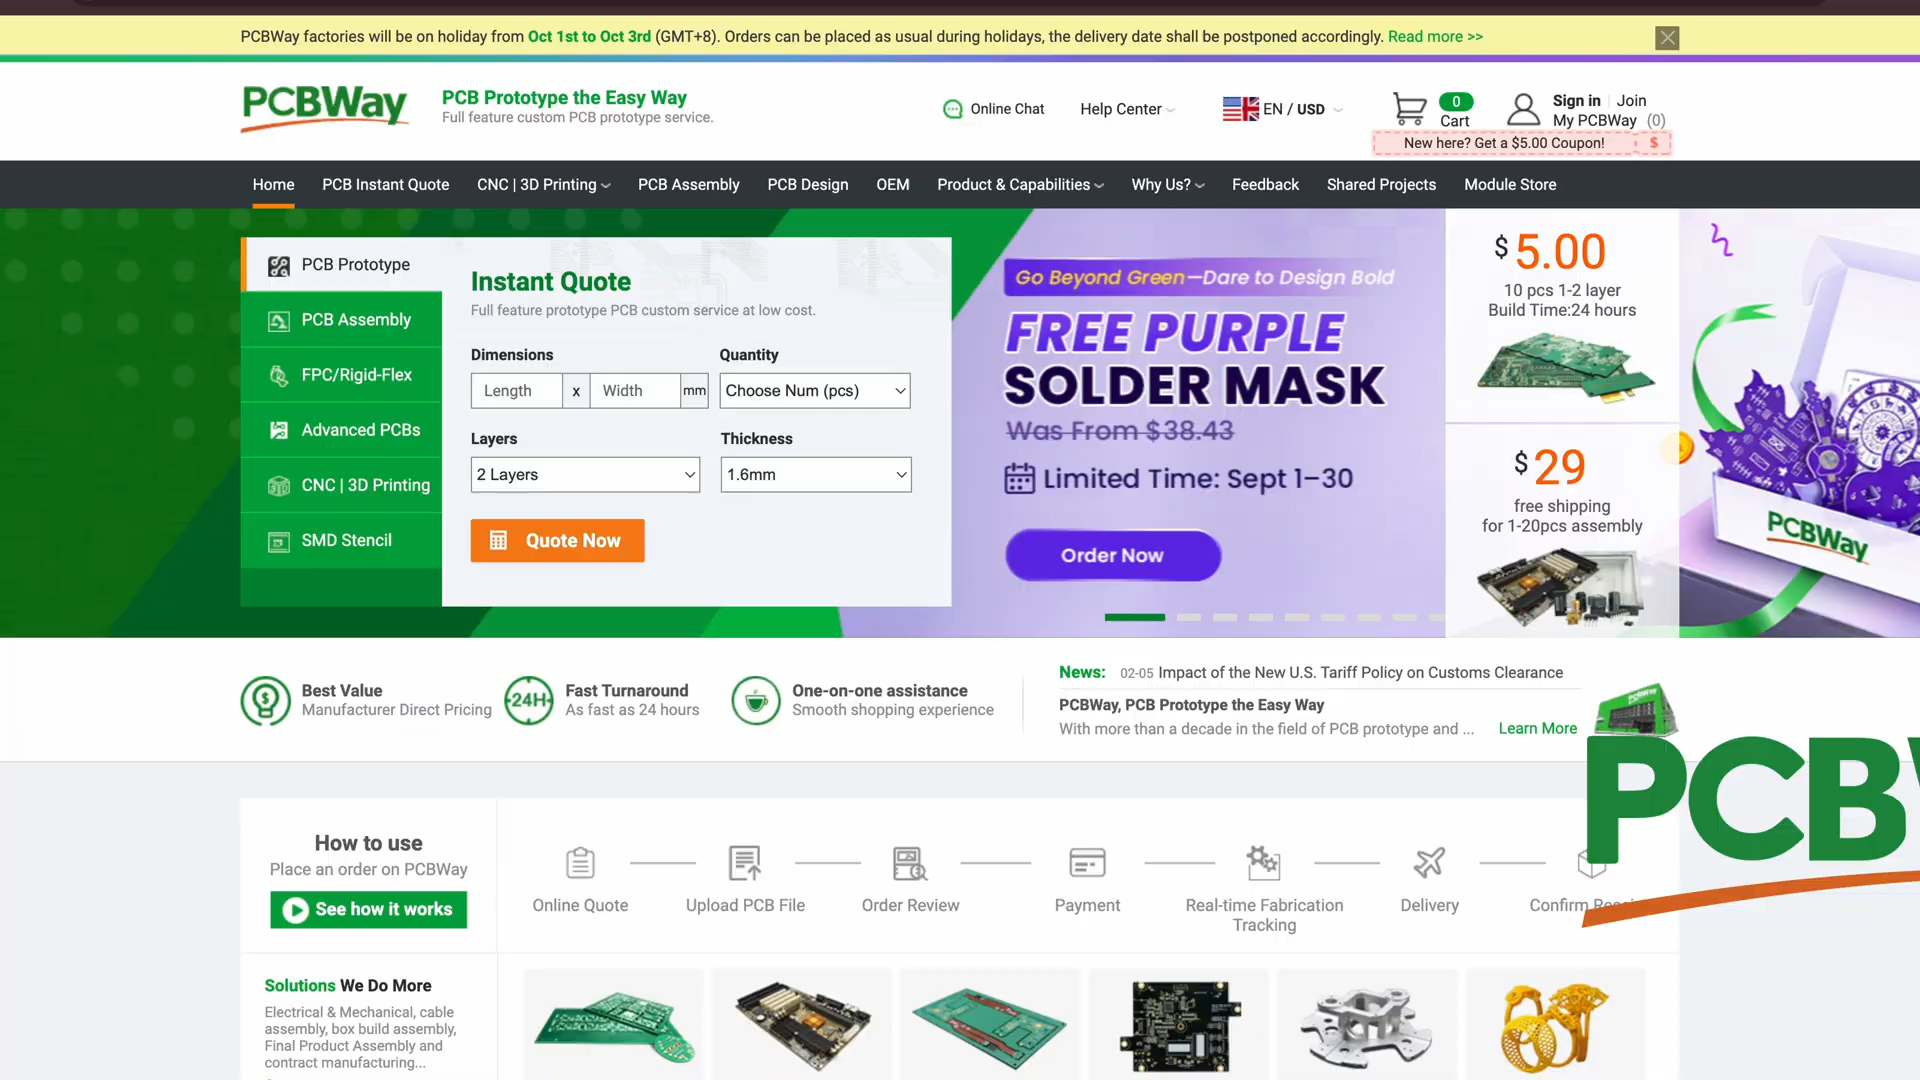 PCBWay factories will be on holiday from Oct 1st to Oct 3rd (GMT+8). Orders can be placed as usual during holidays, the delivery date shall be postponed accordingly. Read more >>
PCBWay
PCB Prototype the Easy Way
Full feature custom PCB prototype service.
Online Chat
Help Center
EN / USD
0
Cart
Sign in | Join
My PCBWay (0)
New here? Get a $5.00 Coupon! $
Home
PCB Instant Quote
CNC | 3D Printing
PCB Assembly
PCB Design
OEM
Product & Capabilities
Why Us?
Feedback
Shared Projects
Module Store
PCB Prototype
PCB Assembly
FPC/Rigid-Flex
Advanced PCBs
CNC | 3D Printing
SMD Stencil
Instant Quote
Full feature prototype PCB custom service at low cost.
Dimensions
Quantity
Length x Width mm
Choose Num (pcs)
Layers
Thickness
2 Layers
1.6mm
Quote Now
Go Beyond Green—Dare to Design Bold
FREE PURPLE
SOLDER MASK
Was From $38.43
Limited Time: Sept 1–30
Order Now
$5.00
10 pcs 1-2 layer
Build Time:24 hours
$29
free shipping
for 1-20pcs assembly
PCBWay
Best Value
Manufacturer Direct Pricing
24H
Fast Turnaround
As fast as 24 hours
One-on-one assistance
Smooth shopping experience
News: 02-05 Impact of the New U.S. Tariff Policy on Customs Clearance
PCBWay, PCB Prototype the Easy Way
With more than a decade in the field of PCB prototype and ... Learn More
PCBWay
PCB
How to use
Place an order on PCBWay
See how it works
Online Quote
Upload PCB File
Order Review
Payment
Real-time Fabrication
Tracking
Delivery
Confirm
Solutions We Do More
Electrical & Mechanical, cable
assembly, box build assembly,
Final Product Assembly and
contract manufacturing...